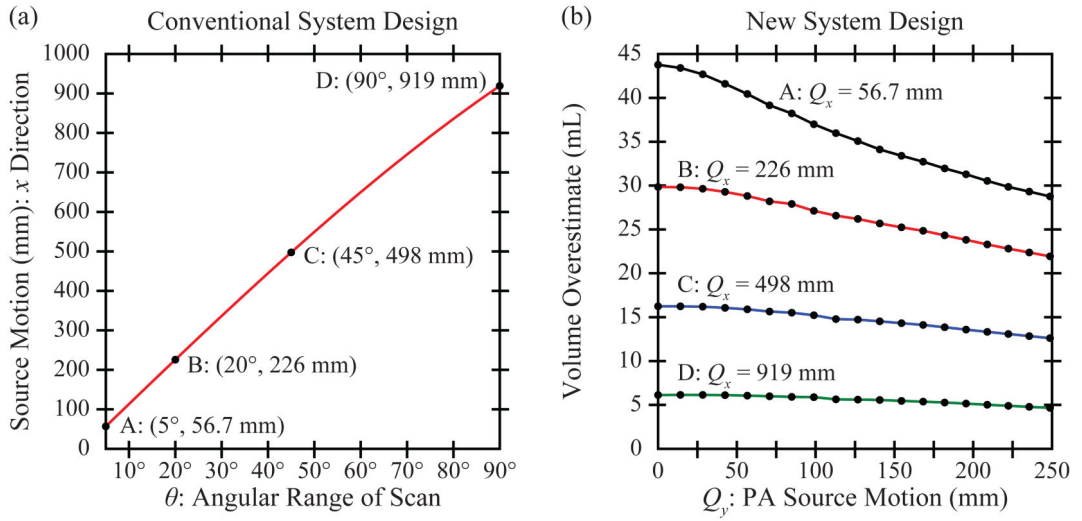 (a)
Conventional System Design
Source Motion (mm): x Direction
1000
900
800
700
600
500
400
300
200
100
0
D: (90°, 919 mm)
C: (45°, 498 mm)
B: (20°, 226 mm)
A: (5°, 56.7 mm)
10° 20° 30° 40° 50° 60° 70° 80° 90°
θ: Angular Range of Scan
(b)
New System Design
Volume Overestimate (mL)
45
40
35
30
25
20
15
10
5
0
A: Qx = 56.7 mm
B: Qx = 226 mm
C: Qx = 498 mm
D: Qx = 919 mm
0 50 100 150 200 250
Qy: PA Source Motion (mm)